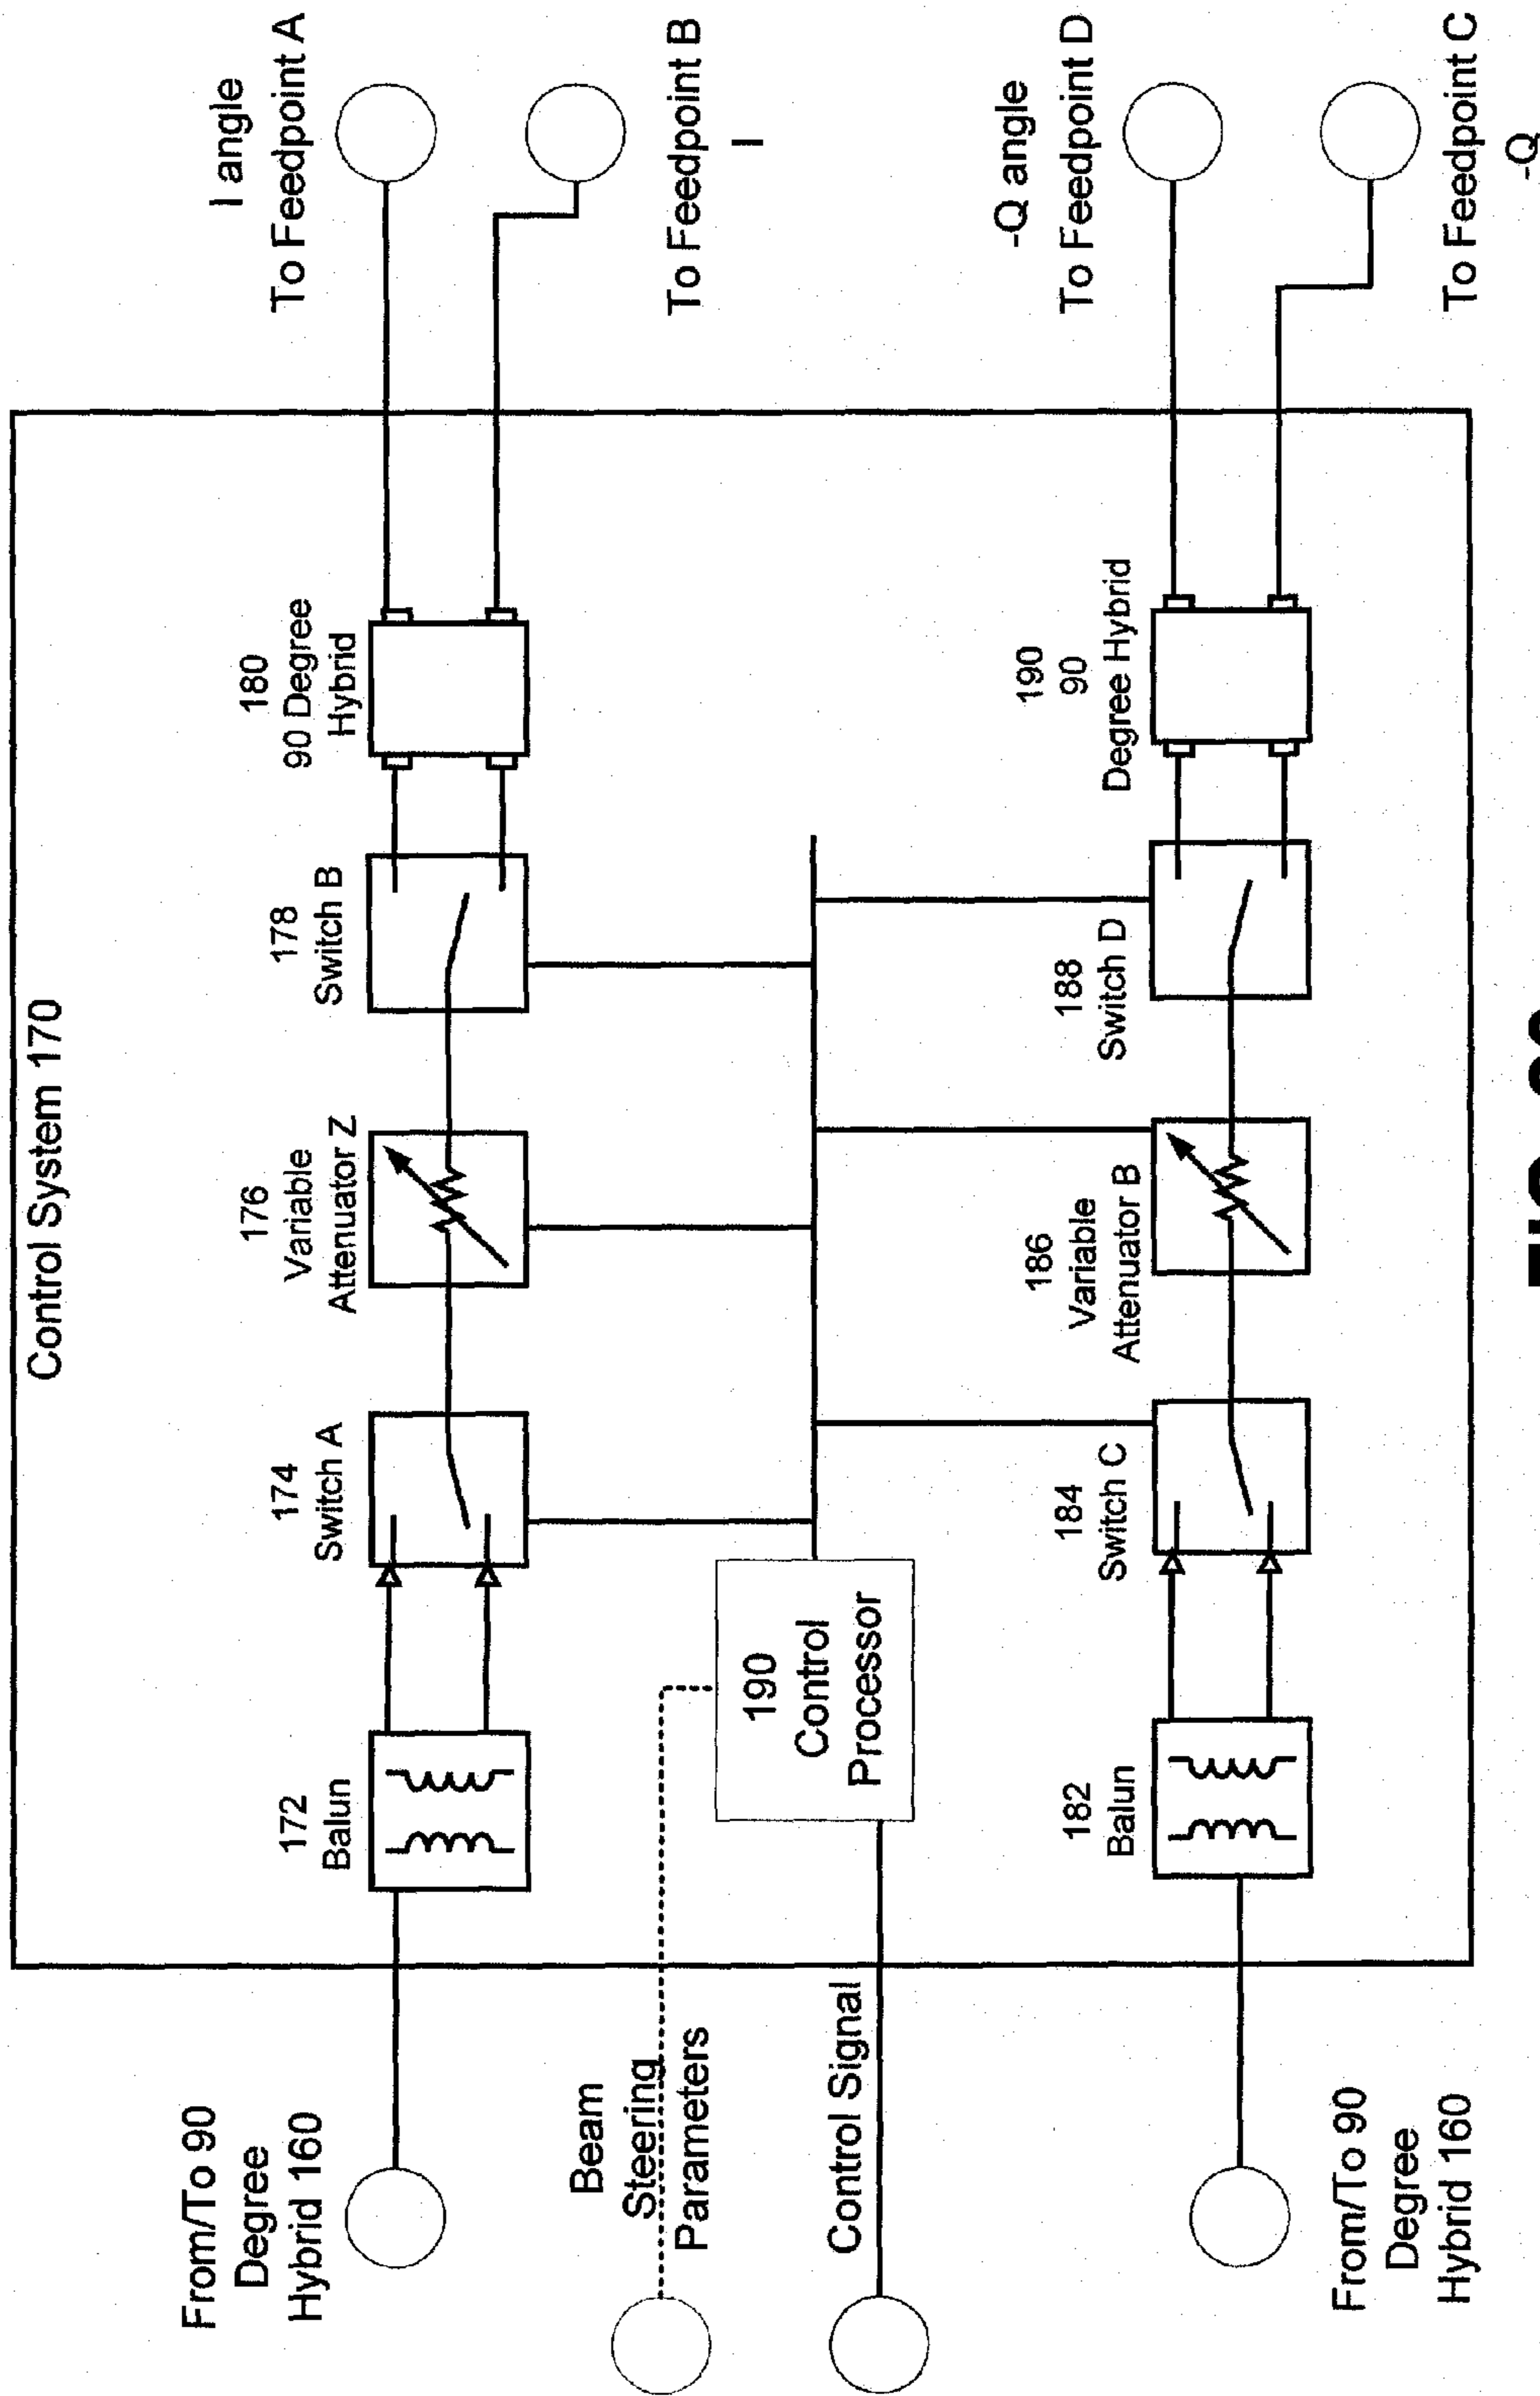 Control System 170
From/To 90
Degree
Hybrid 160
172
Balun
174
Switch A
176
Variable
Attenuator Z
178
Switch B
180
90 Degree
Hybrid
I angle
To Feedpoint A
To Feedpoint B
I
Beam
Steering
Parameters
Control Signal
190
Control
Processor
From/To 90
Degree
Hybrid 160
182
Balun
184
Switch C
186
Variable
Attenuator B
188
Switch D
190
90
Degree Hybrid
-Q angle
To Feedpoint D
To Feedpoint C
-Q